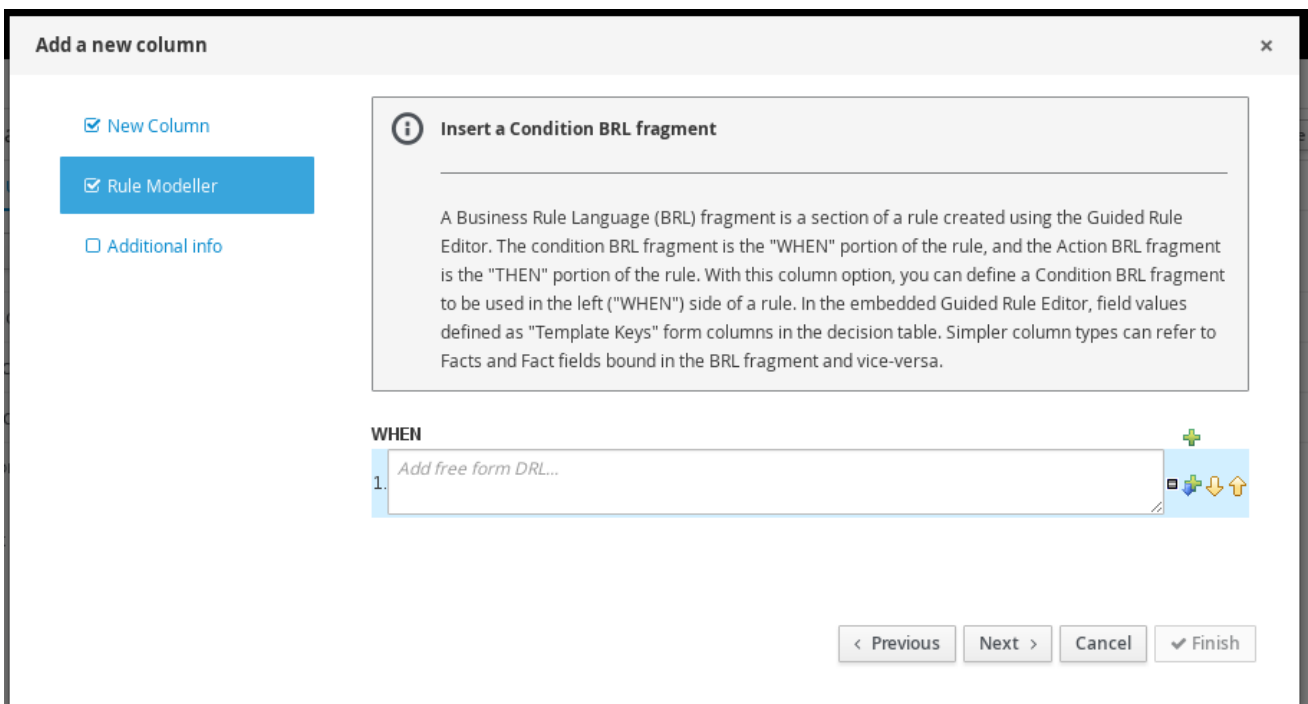 Add a new column
×
New Column
Rule Modeller
Additional info
Insert a Condition BRL fragment
A Business Rule Language (BRL) fragment is a section of a rule created using the Guided Rule
Editor. The condition BRL fragment is the "WHEN" portion of the rule, and the Action BRL fragment
is the "THEN" portion of the rule. With this column option, you can define a Condition BRL fragment
to be used in the left ("WHEN") side of a rule. In the embedded Guided Rule Editor, field values
defined as "Template Keys" form columns in the decision table. Simpler column types can refer to
Facts and Fact fields bound in the BRL fragment and vice-versa.
WHEN
1. Add free form DRL...
< Previous Next > Cancel Finish